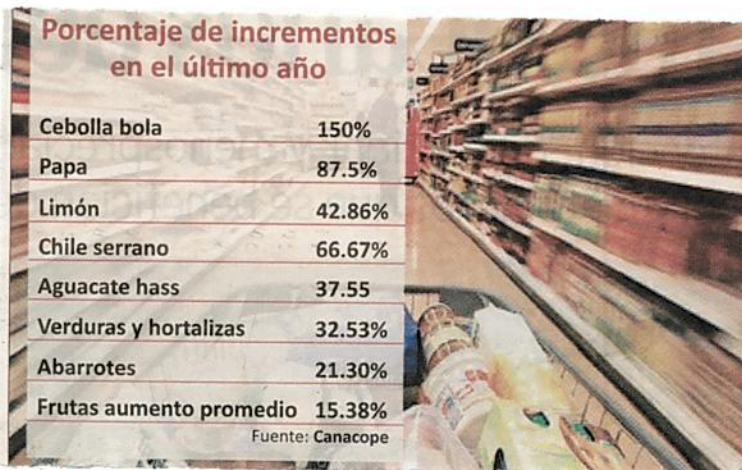 Porcentaje de incrementos
en el último año
Cebolla bola 150%
Papa 87.5%
Limón 42.86%
Chile serrano 66.67%
Aguacate hass 37.55
Verduras y hortalizas 32.53%
Abarrotes 21.30%
Frutas aumento promedio 15.38%
Fuente: Canacope